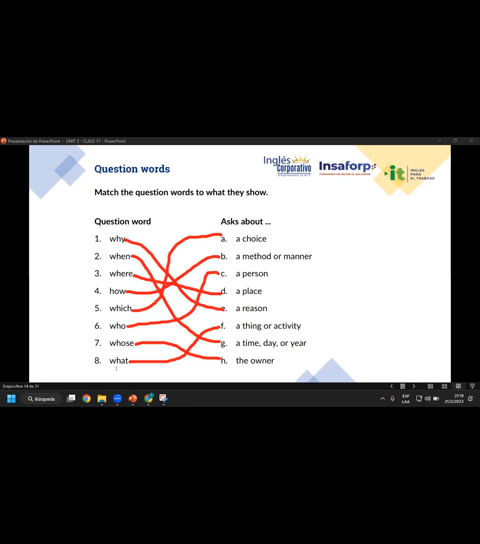 Presentación de PowerPoint - UNIT 3 - CLASS 17 - PowerPoint
Question words
Inglés
Corporativo
Insaforp
it
INGLÉS
PARA
EL TRABAJO
Match the question words to what they show.
Question word
Asks about ...
1. why
a. a choice
2. when
b. a method or manner
3. where
c. a person
4. how
d. a place
5. which
e. a reason
6. who
f. a thing or activity
7. whose
g. a time, day, or year
8. what
h. the owner
Diapositiva 14 de 31
Búsqueda
ESP
LAA
21/2/2023